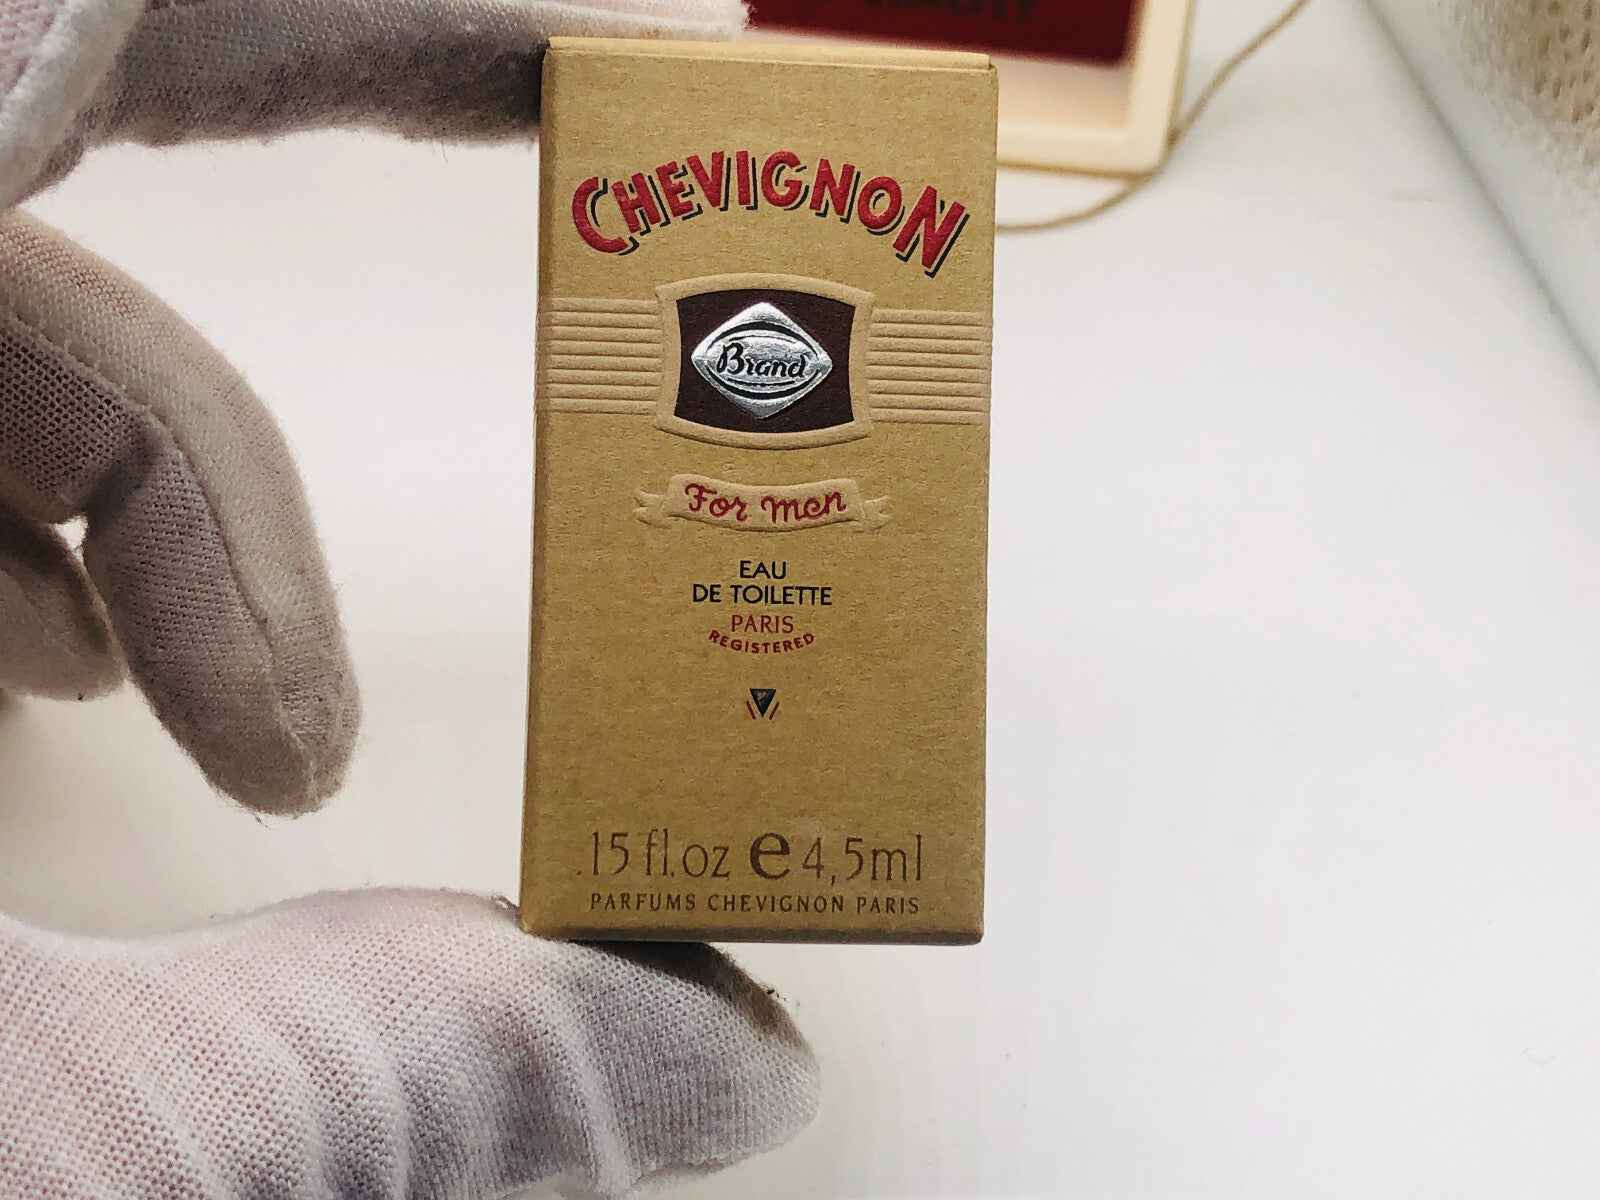 CHEVIGNON
Brand
For men
EAU
DE TOILETTE
PARIS
REGISTERED
.15 fl.oz e 4,5ml
PARFUMS CHEVIGNON PARIS